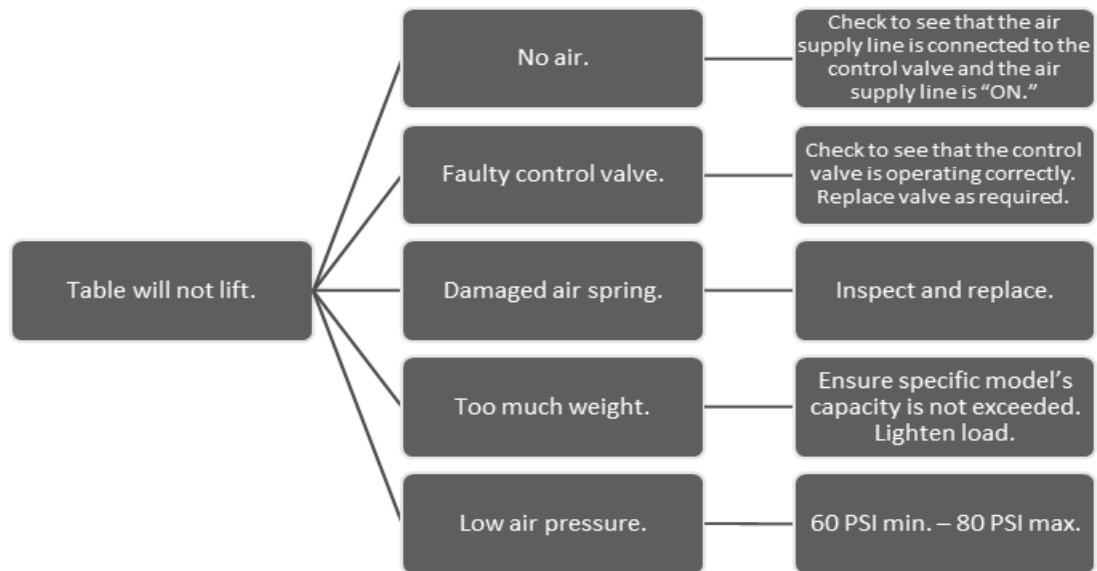 Table will not lift.
No air.
Check to see that the air
supply line is connected to the
control valve and the air
supply line is “ON.”
Faulty control valve.
Check to see that the control
valve is operating correctly.
Replace valve as required.
Damaged air spring.
Inspect and replace.
Too much weight.
Ensure specific model’s
capacity is not exceeded.
Lighten load.
Low air pressure.
60 PSI min. – 80 PSI max.